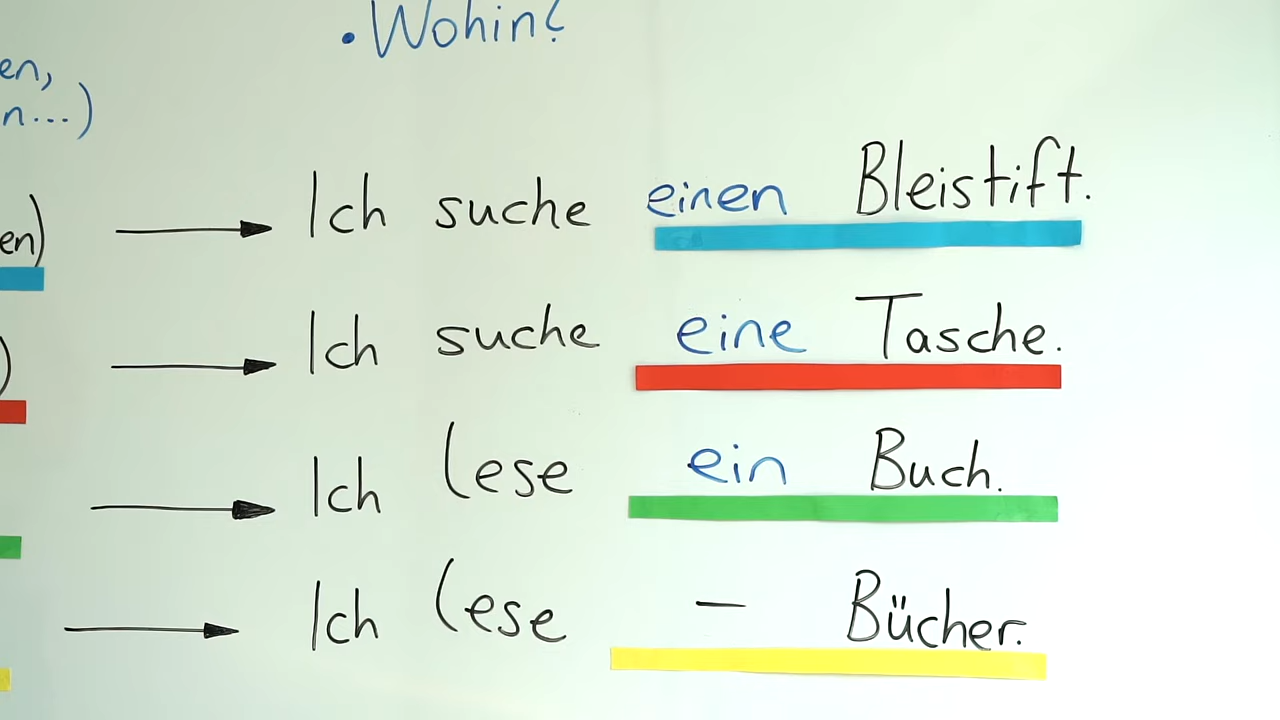 • Wohin?
en,
n...)
en) → Ich suche einen Bleistift.
) → Ich suche eine Tasche.
→ Ich lese ein Buch.
→ Ich lese – Bücher.